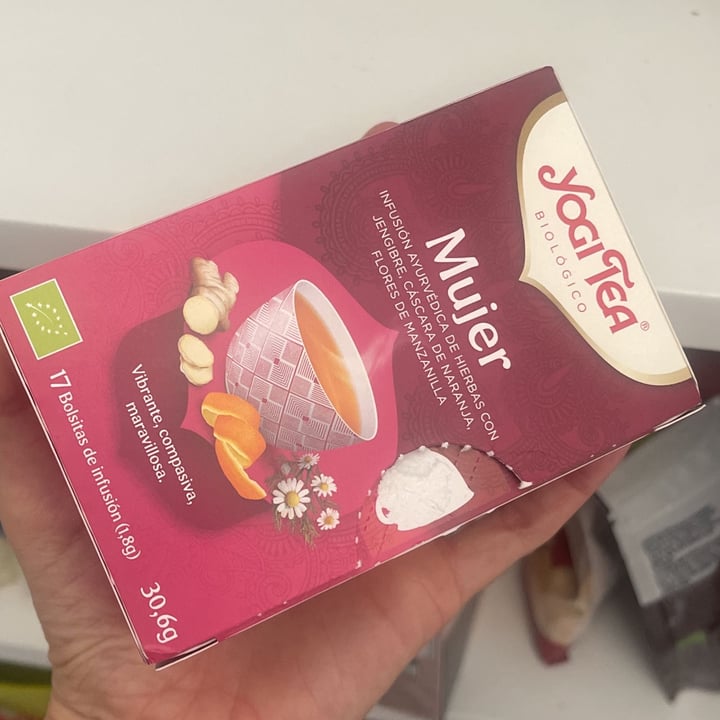 YOGI TEA®
BIOLÓGICO
Mujer
INFUSIÓN AYURVÉDICA DE HIERBAS CON
JENGIBRE, CÁSCARA DE NARANJA,
FLORES DE MANZANILLA
Vibrante, compasiva,
maravillosa.
17 Bolsitas de infusión (1,8g)
30,6g